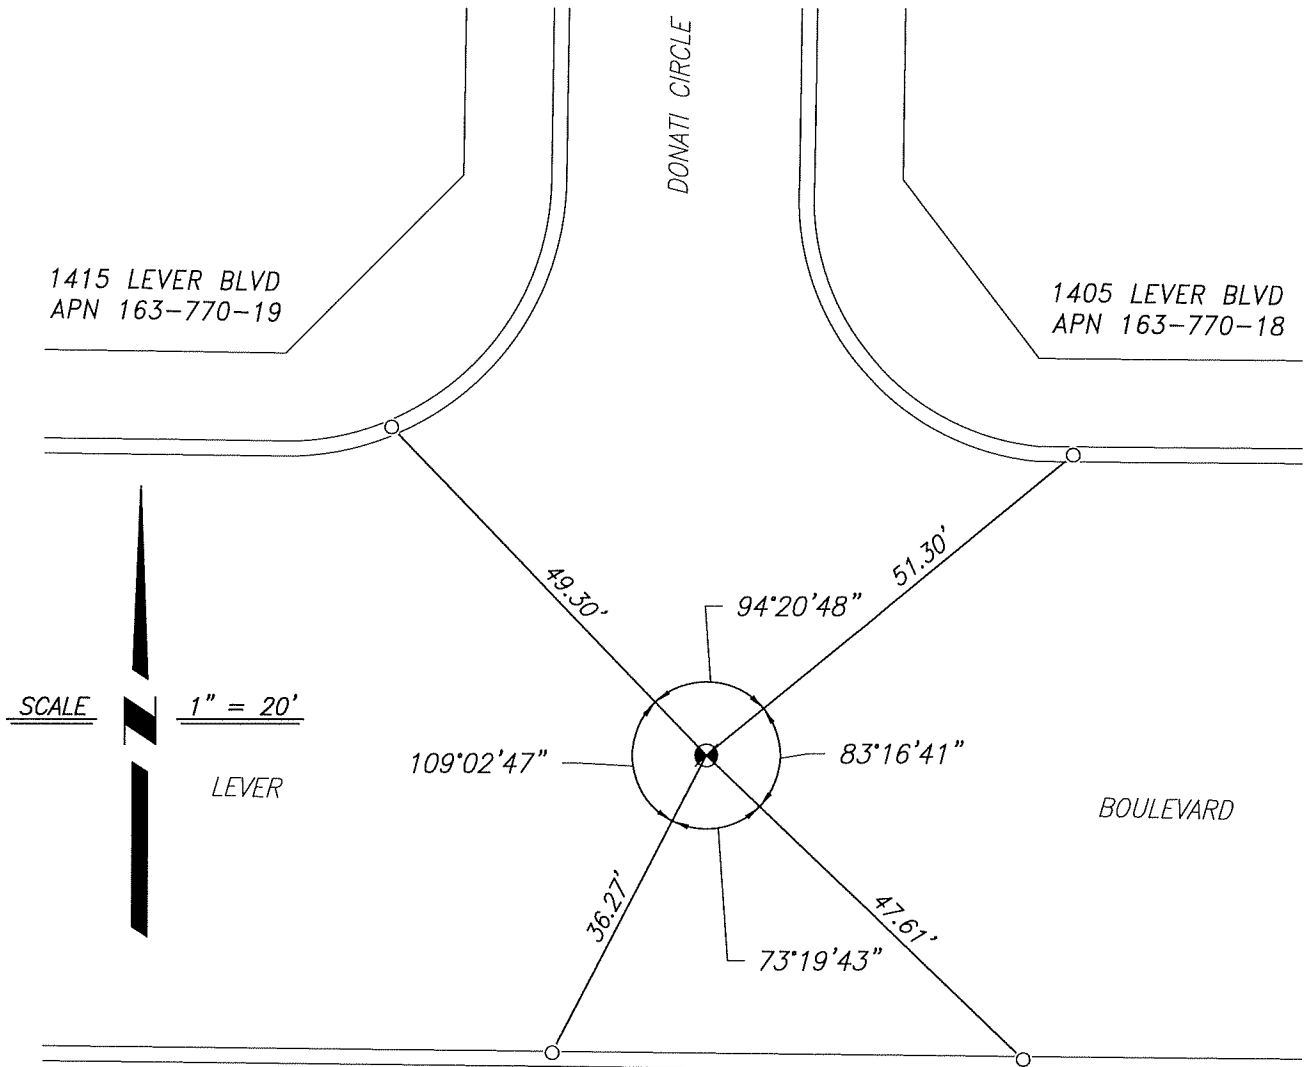 DONATI CIRCLE
1415 LEVER BLVD
APN 163-770-19
1405 LEVER BLVD
APN 163-770-18
49.30'
51.30'
94°20'48"
SCALE 1" = 20'
109°02'47"
83°16'41"
LEVER
BOULEVARD
36.27'
47.61'
73°19'43"